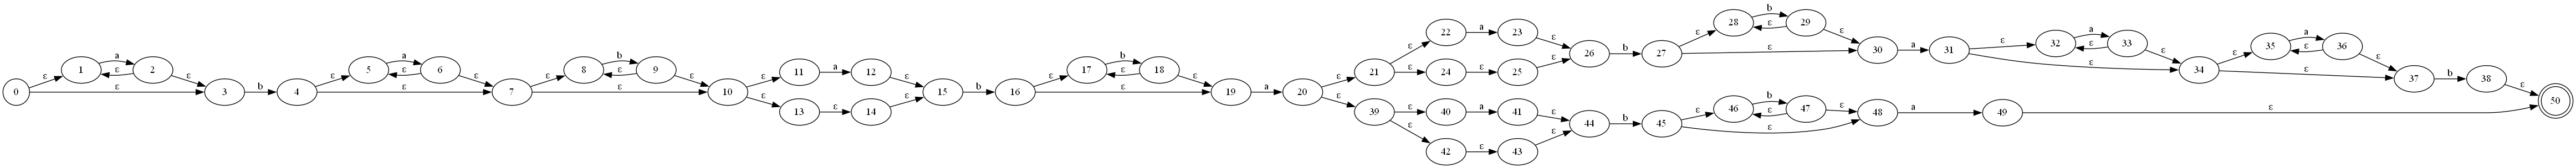 0 ε 1 a 2 ε ε 3 ε b 4 ε 5 a 6 ε ε 7 ε ε 8 b 9 ε ε 10 ε
ε 11 a 12 ε 15 ε 13 ε 14 ε b 16 ε 17 b 18 ε ε 19 ε a 20
ε 21 ε 22 a 23 ε ε 24 ε 25 ε 26 b 27 ε 28 b 29 ε ε 30 ε a 31
ε 32 a 33 ε ε 34 ε ε 35 a 36 ε ε 37 ε b 38 ε 50
ε 39 ε 40 a 41 ε ε 42 ε 43 ε 44 b 45 ε 46 b 47 ε ε 48 ε a 49 ε